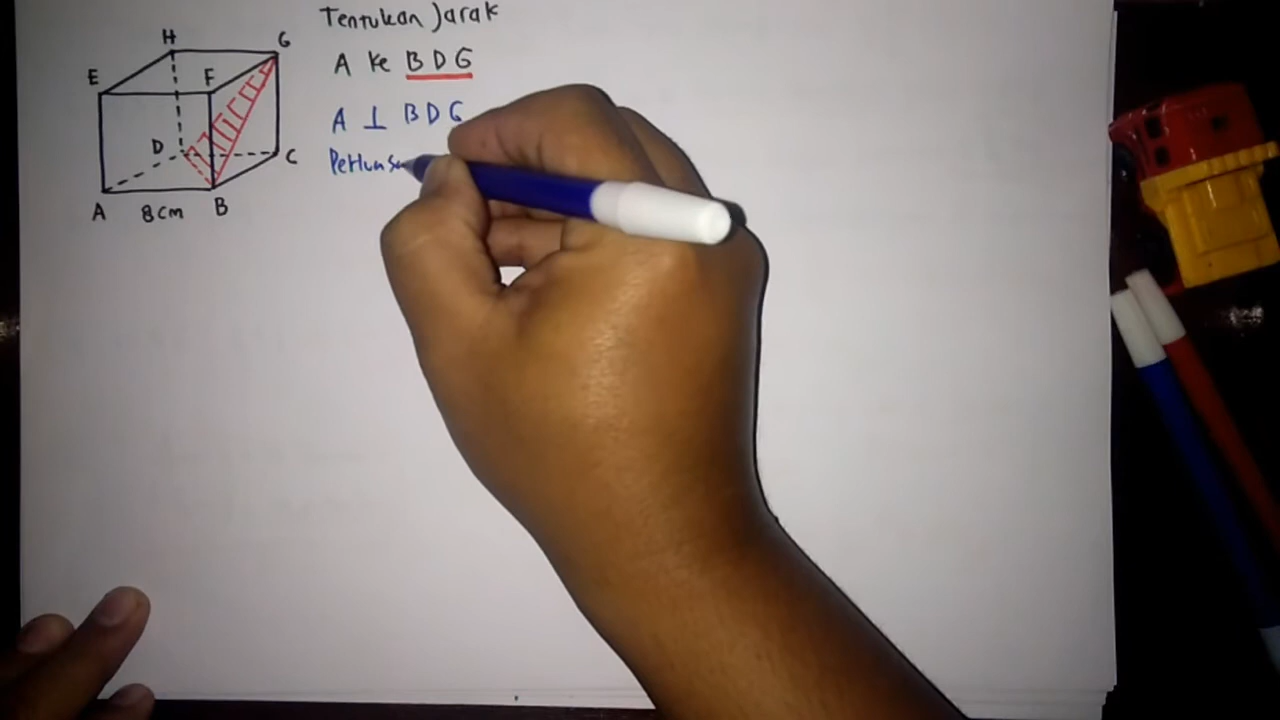 Tentukan Jarak
A Ke BDG
A ⊥ BDG
H
G
E
F
D
C
A 8cm B